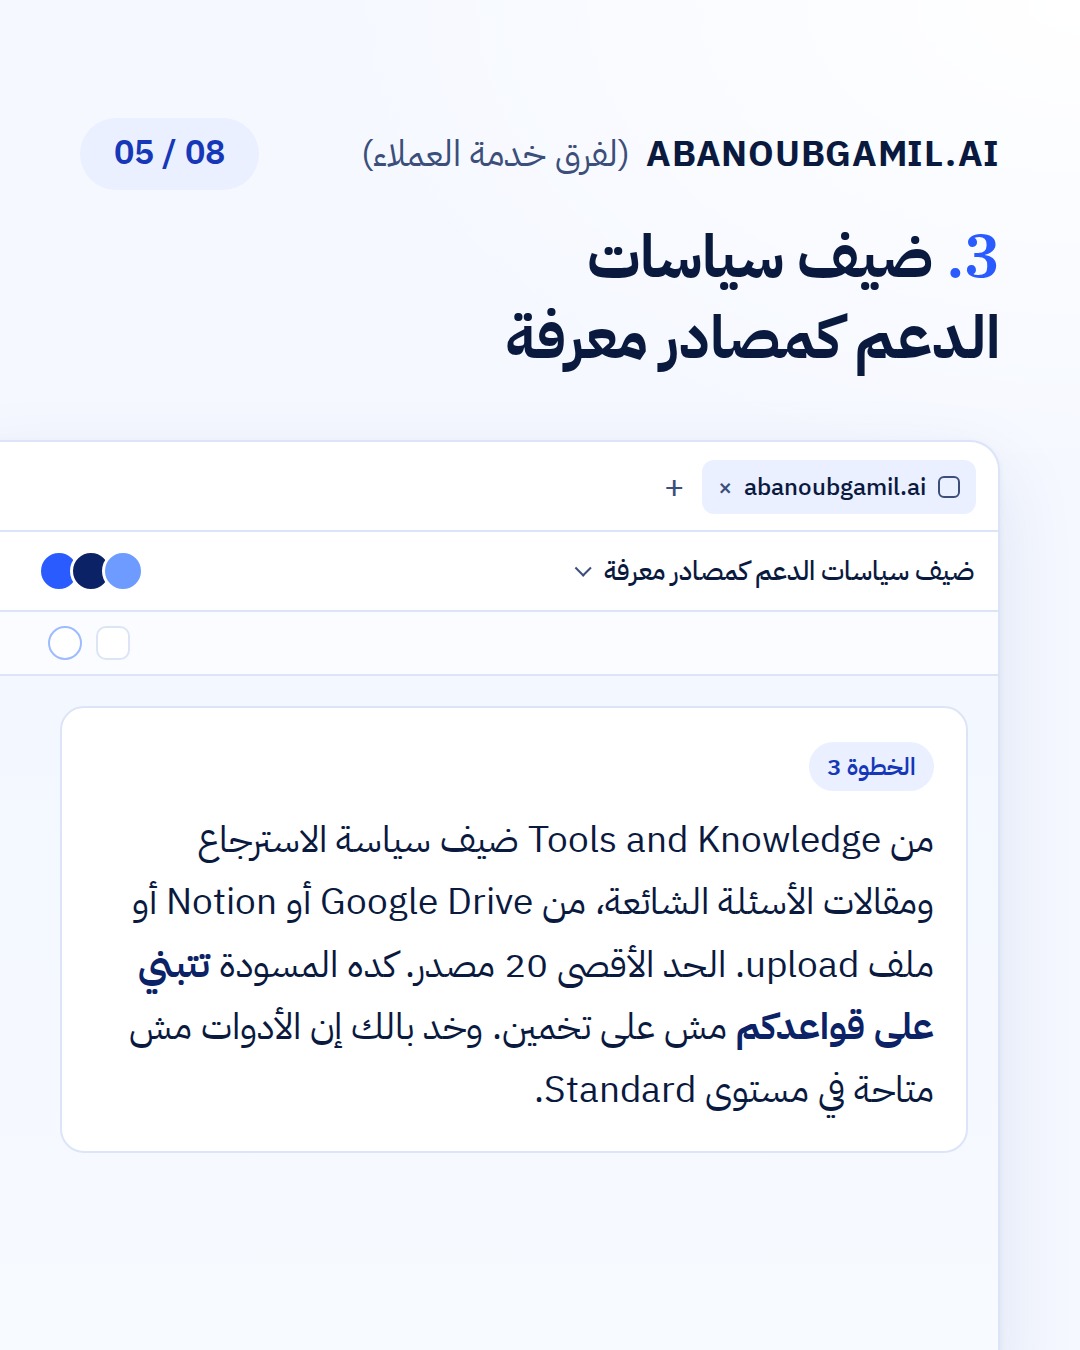 ABANOUBGAMIL.AI (لفرق خدمة العملاء)
05 / 08
3. ضيف سياسات
الدعم كمصادر معرفة
abanoubgamil.ai × +
ضيف سياسات الدعم كمصادر معرفة
الخطوة 3
من Tools and Knowledge ضيف سياسة الاسترجاع
ومقالات الأسئلة الشائعة، من Google Drive أو Notion أو
ملف upload. الحد الأقصى 20 مصدر. كده المسودة تتبني
على قواعدكم مش على تخمين. وخد بالك إن الأدوات مش
متاحة في مستوى Standard.